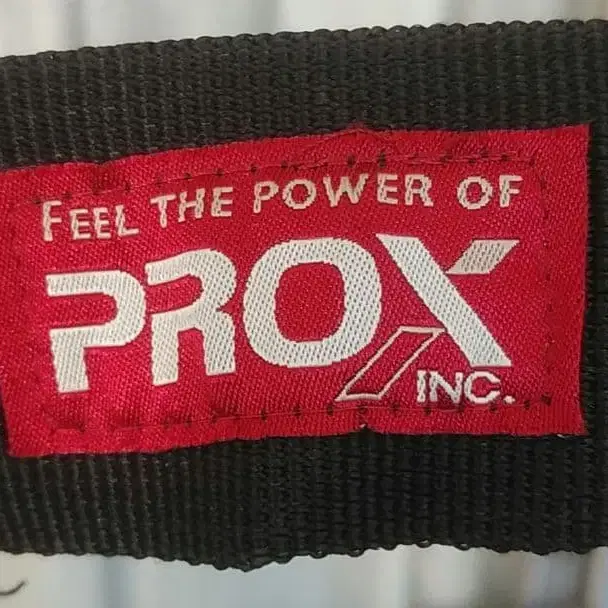 FEEL THE POWER OF
PROX
INC.